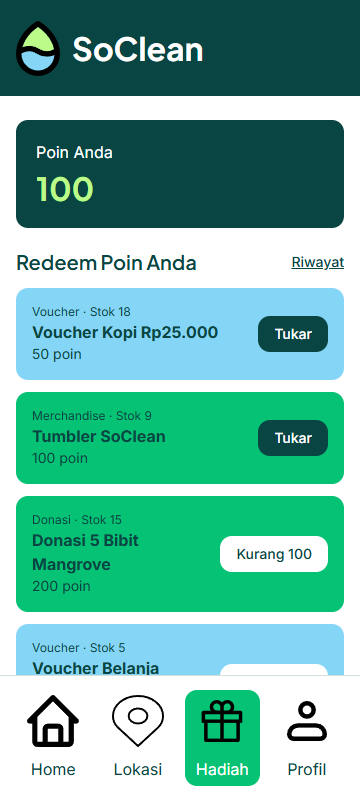 SoClean
Poin Anda
100
Redeem Poin Anda
Riwayat
Voucher · Stok 18
Voucher Kopi Rp25.000
50 poin
Tukar
Merchandise · Stok 9
Tumbler SoClean
100 poin
Tukar
Donasi · Stok 15
Donasi 5 Bibit
Mangrove
200 poin
Kurang 100
Voucher · Stok 5
Voucher Belanja
Home
Lokasi
Hadiah
Profil